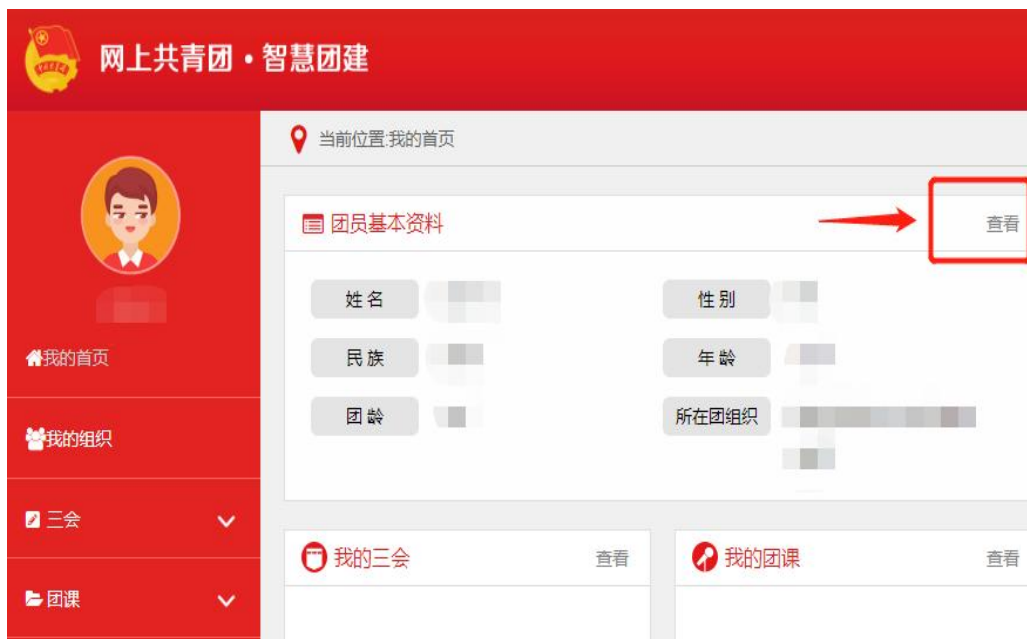 网上共青团·智慧团建
当前位置:我的首页
团员基本资料
查看
姓名
性别
民族
年龄
团龄
所在团组织
我的首页
我的组织
三会
团课
我的三会
查看
我的团课
查看